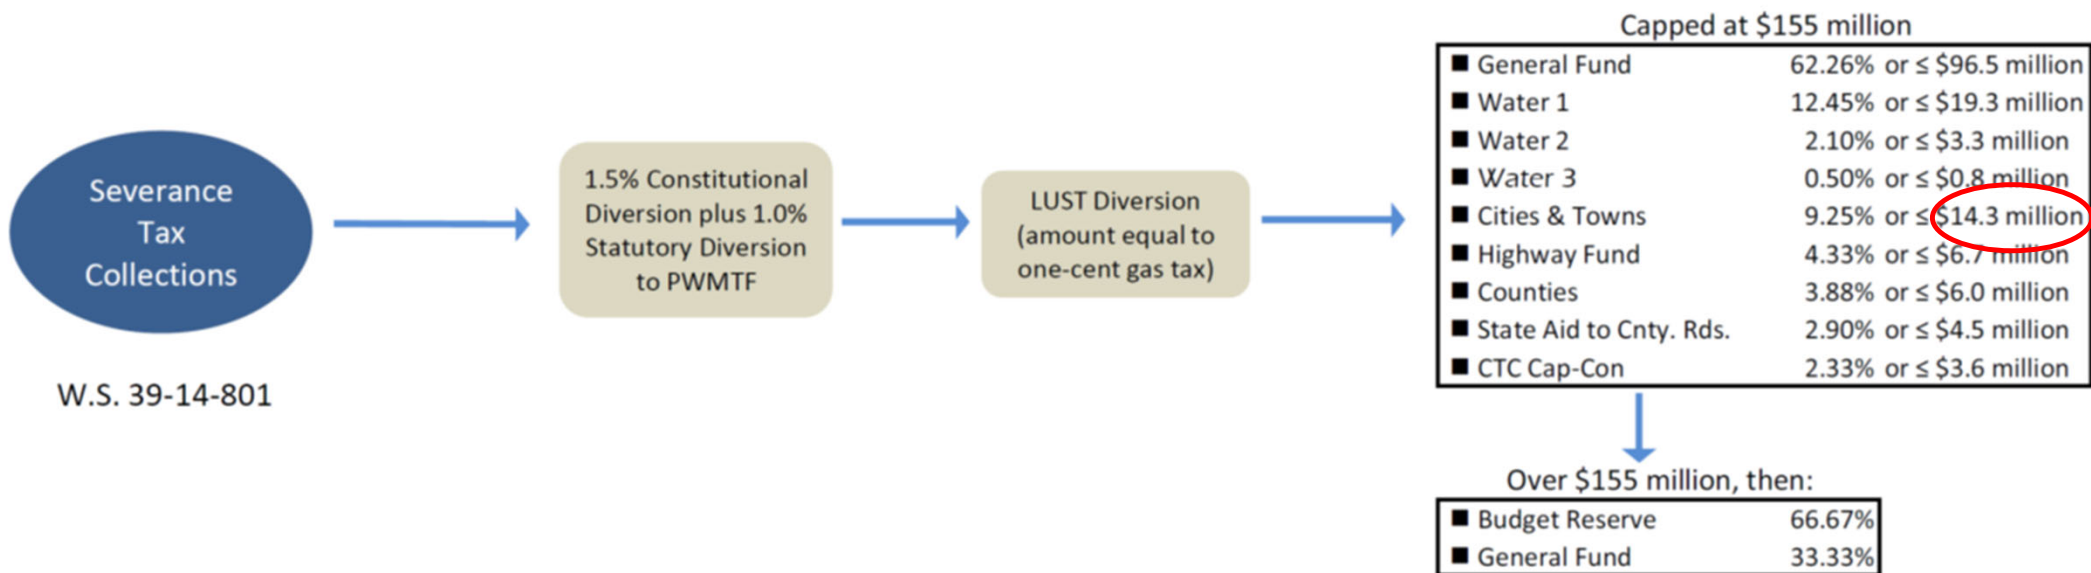 Severance
Tax
Collections
W.S. 39-14-801
1.5% Constitutional
Diversion plus 1.0%
Statutory Diversion
to PWMTF
LUST Diversion
(amount equal to
one-cent gas tax)
Capped at $155 million
■ General Fund 62.26% or ≤ $96.5 million
■ Water 1 12.45% or ≤ $19.3 million
■ Water 2 2.10% or ≤ $3.3 million
■ Water 3 0.50% or ≤ $0.8 million
■ Cities & Towns 9.25% or ≤ $14.3 million
■ Highway Fund 4.33% or ≤ $6.7 million
■ Counties 3.88% or ≤ $6.0 million
■ State Aid to Cnty. Rds. 2.90% or ≤ $4.5 million
■ CTC Cap-Con 2.33% or ≤ $3.6 million
Over $155 million, then:
■ Budget Reserve 66.67%
■ General Fund 33.33%